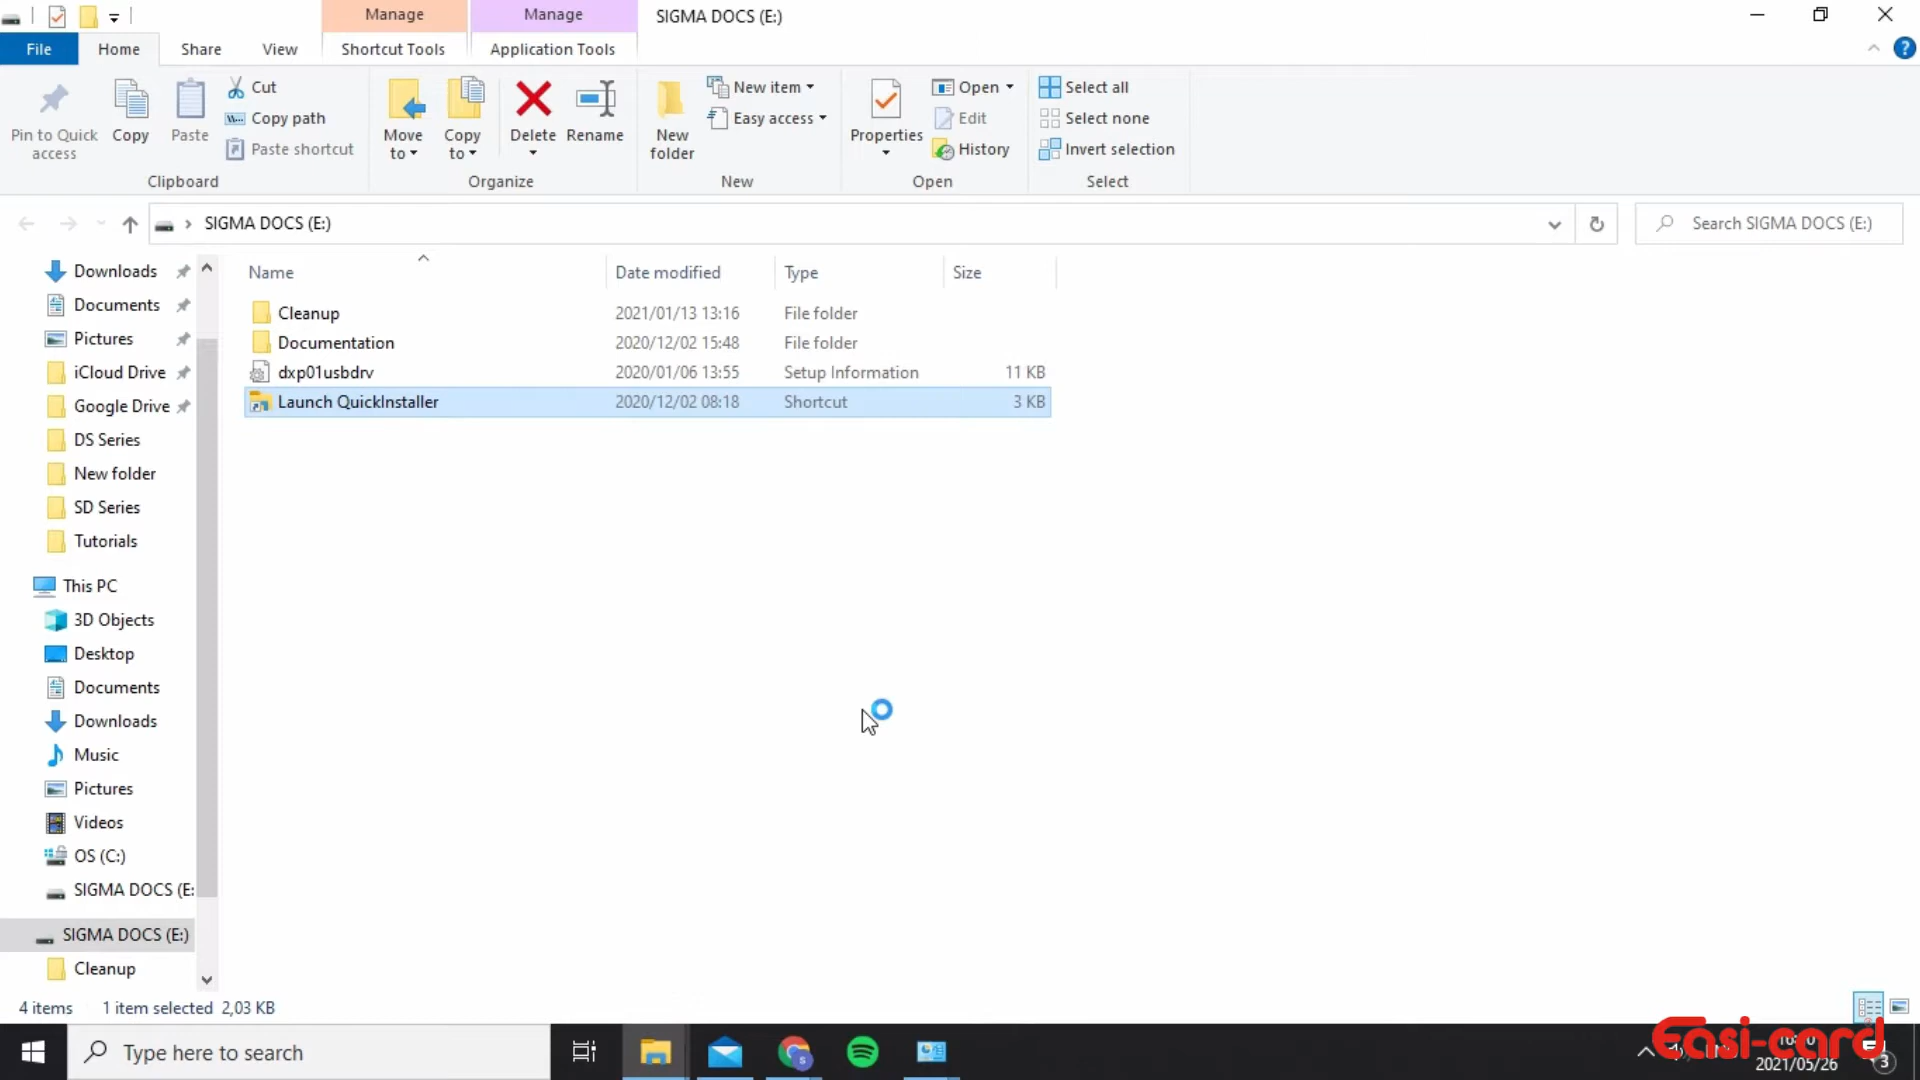 Manage
Manage
SIGMA DOCS (E:)
File
Home
Share
View
Shortcut Tools
Application Tools
Pin to Quick access
Copy
Paste
Cut
Copy path
Paste shortcut
Move to
Copy to
Delete
Rename
New folder
New item
Easy access
Properties
Open
Edit
History
Select all
Select none
Invert selection
Clipboard
Organize
New
Open
Select
SIGMA DOCS (E:)
Search SIGMA DOCS (E:)
Name
Date modified
Type
Size
Cleanup 2021/01/13 13:16 File folder
Documentation 2020/12/02 15:48 File folder
dxp01usbdrv 2020/01/06 13:55 Setup Information 11 KB
Launch QuickInstaller 2020/12/02 08:18 Shortcut 3 KB
Downloads
Documents
Pictures
iCloud Drive
Google Drive
DS Series
New folder
SD Series
Tutorials
This PC
3D Objects
Desktop
Documents
Downloads
Music
Pictures
Videos
OS (C:)
SIGMA DOCS (E:
SIGMA DOCS (E:)
Cleanup
4 items 1 item selected 2,03 KB
Type here to search
Easi-card
2021/05/26
3